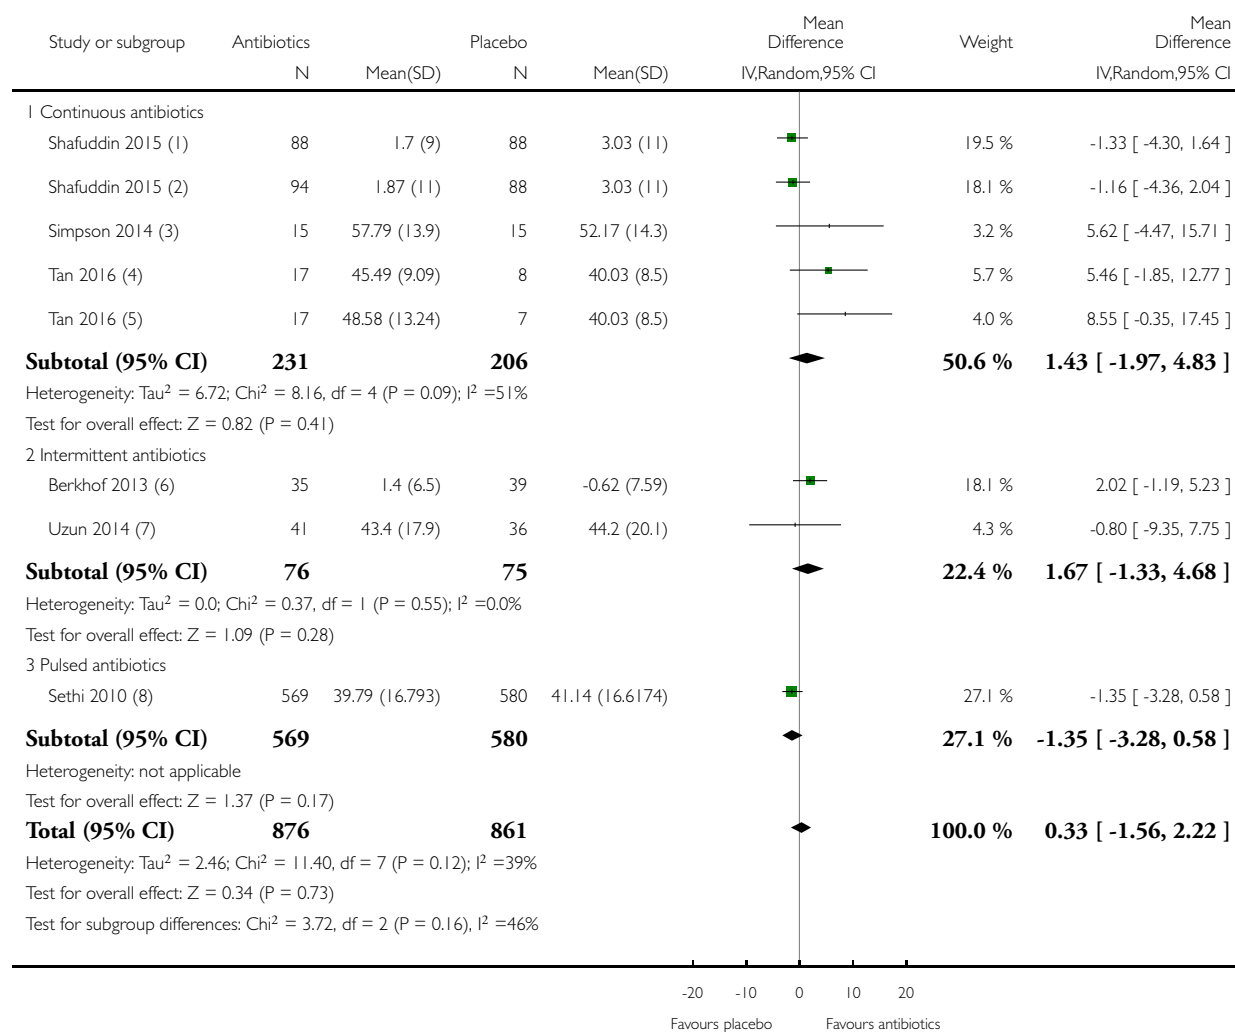 Mean Mean
Study or subgroup Antibiotics Placebo Difference Weight Difference
N Mean(SD) N Mean(SD) IV,Random,95% CI IV,Random,95% CI
1 Continuous antibiotics
Shafuddin 2015 (1) 88 1.7 (9) 88 3.03 (11) 19.5 % -1.33 [ -4.30, 1.64 ]
Shafuddin 2015 (2) 94 1.87 (11) 88 3.03 (11) 18.1 % -1.16 [ -4.36, 2.04 ]
Simpson 2014 (3) 15 57.79 (13.9) 15 52.17 (14.3) 3.2 % 5.62 [ -4.47, 15.71 ]
Tan 2016 (4) 17 45.49 (9.09) 8 40.03 (8.5) 5.7 % 5.46 [ -1.85, 12.77 ]
Tan 2016 (5) 17 48.58 (13.24) 7 40.03 (8.5) 4.0 % 8.55 [ -0.35, 17.45 ]
Subtotal (95% CI) 231 206 50.6 % 1.43 [ -1.97, 4.83 ]
Heterogeneity: Tau² = 6.72; Chi² = 8.16, df = 4 (P = 0.09); I² =51%
Test for overall effect: Z = 0.82 (P = 0.41)
2 Intermittent antibiotics
Berkhof 2013 (6) 35 1.4 (6.5) 39 -0.62 (7.59) 18.1 % 2.02 [ -1.19, 5.23 ]
Uzun 2014 (7) 41 43.4 (17.9) 36 44.2 (20.1) 4.3 % -0.80 [ -9.35, 7.75 ]
Subtotal (95% CI) 76 75 22.4 % 1.67 [ -1.33, 4.68 ]
Heterogeneity: Tau² = 0.0; Chi² = 0.37, df = 1 (P = 0.55); I² =0.0%
Test for overall effect: Z = 1.09 (P = 0.28)
3 Pulsed antibiotics
Sethi 2010 (8) 569 39.79 (16.793) 580 41.14 (16.6174) 27.1 % -1.35 [ -3.28, 0.58 ]
Subtotal (95% CI) 569 580 27.1 % -1.35 [ -3.28, 0.58 ]
Heterogeneity: not applicable
Test for overall effect: Z = 1.37 (P = 0.17)
Total (95% CI) 876 861 100.0 % 0.33 [ -1.56, 2.22 ]
Heterogeneity: Tau² = 2.46; Chi² = 11.40, df = 7 (P = 0.12); I² =39%
Test for overall effect: Z = 0.34 (P = 0.73)
Test for subgroup differences: Chi² = 3.72, df = 2 (P = 0.16), I² =46%
-20 -10 0 10 20
Favours placebo Favours antibiotics